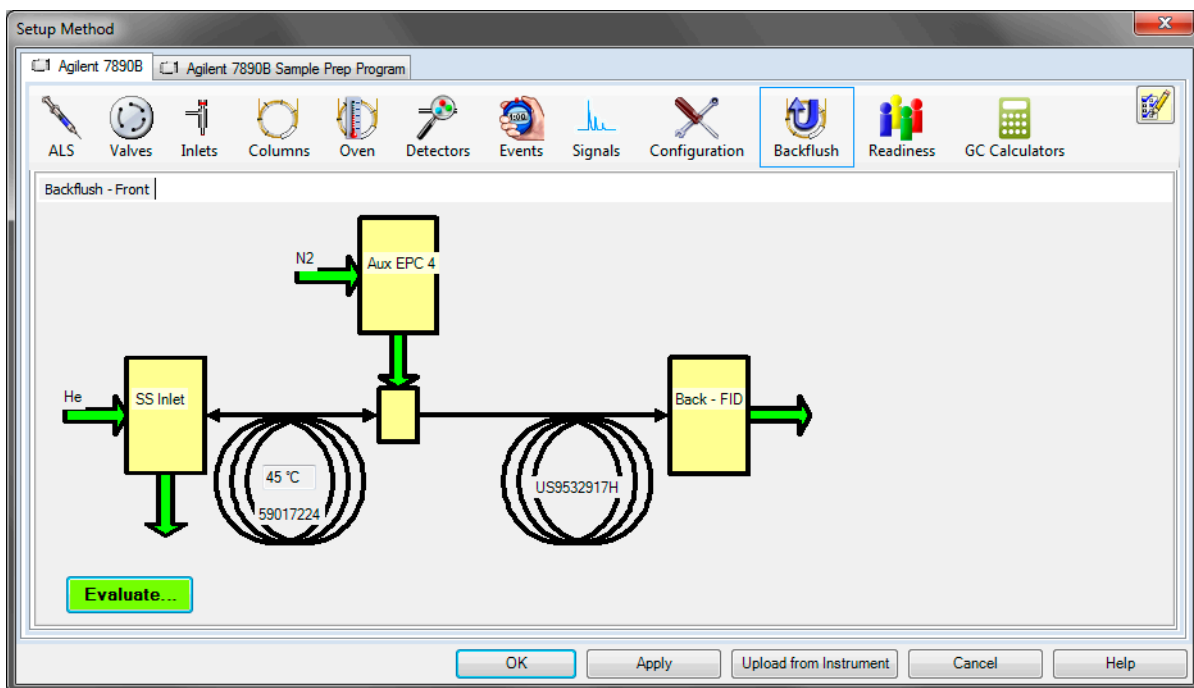 Setup Method
Agilent 7890B Agilent 7890B Sample Prep Program
ALS Valves Inlets Columns Oven Detectors Events Signals Configuration Backflush Readiness GC Calculators
Backflush - Front
N2
Aux EPC 4
He
SS Inlet
Back - FID
45 °C
US9532917H
59017224
Evaluate...
OK Apply Upload from Instrument Cancel Help